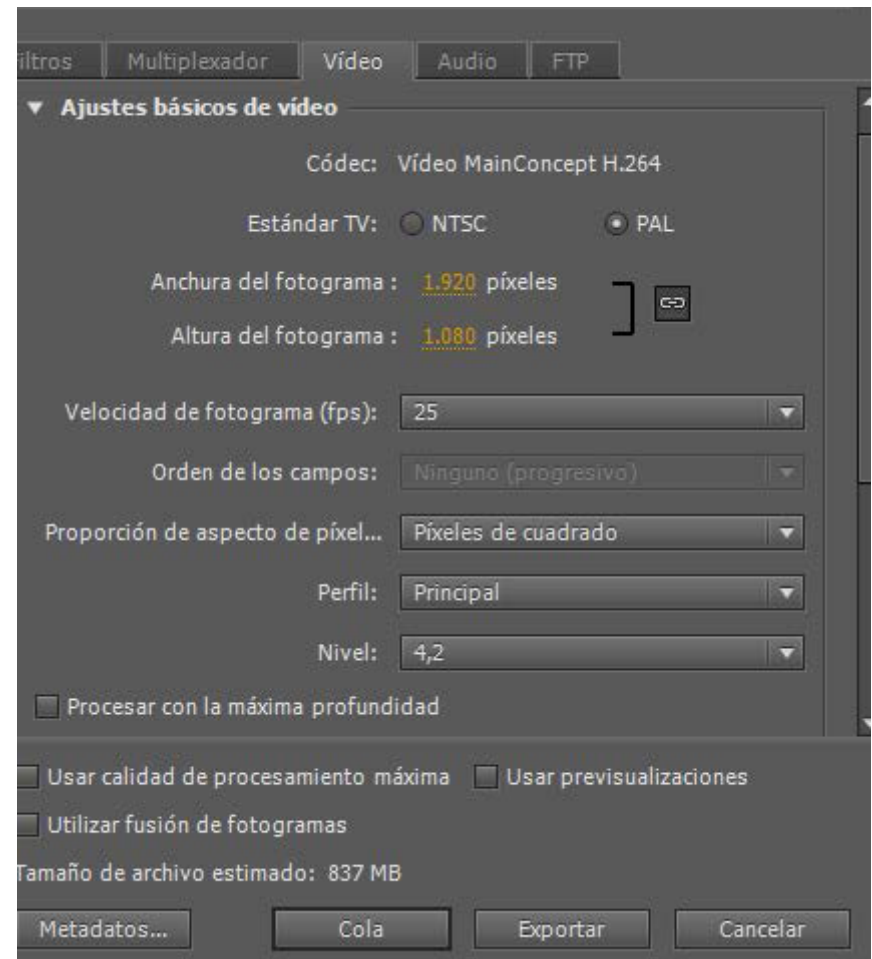 iltros Multiplexador Vídeo Audio FTP
Ajustes básicos de vídeo
Códec: Vídeo MainConcept H.264
Estándar TV: NTSC PAL
Anchura del fotograma : 1.920 píxeles
Altura del fotograma : 1.080 píxeles
Velocidad de fotograma (fps): 25
Orden de los campos: Ninguno (progresivo)
Proporción de aspecto de píxel... Píxeles de cuadrado
Perfil: Principal
Nivel: 4,2
Procesar con la máxima profundidad
Usar calidad de procesamiento máxima Usar previsualizaciones
Utilizar fusión de fotogramas
Tamaño de archivo estimado: 837 MB
Metadatos... Cola Exportar Cancelar